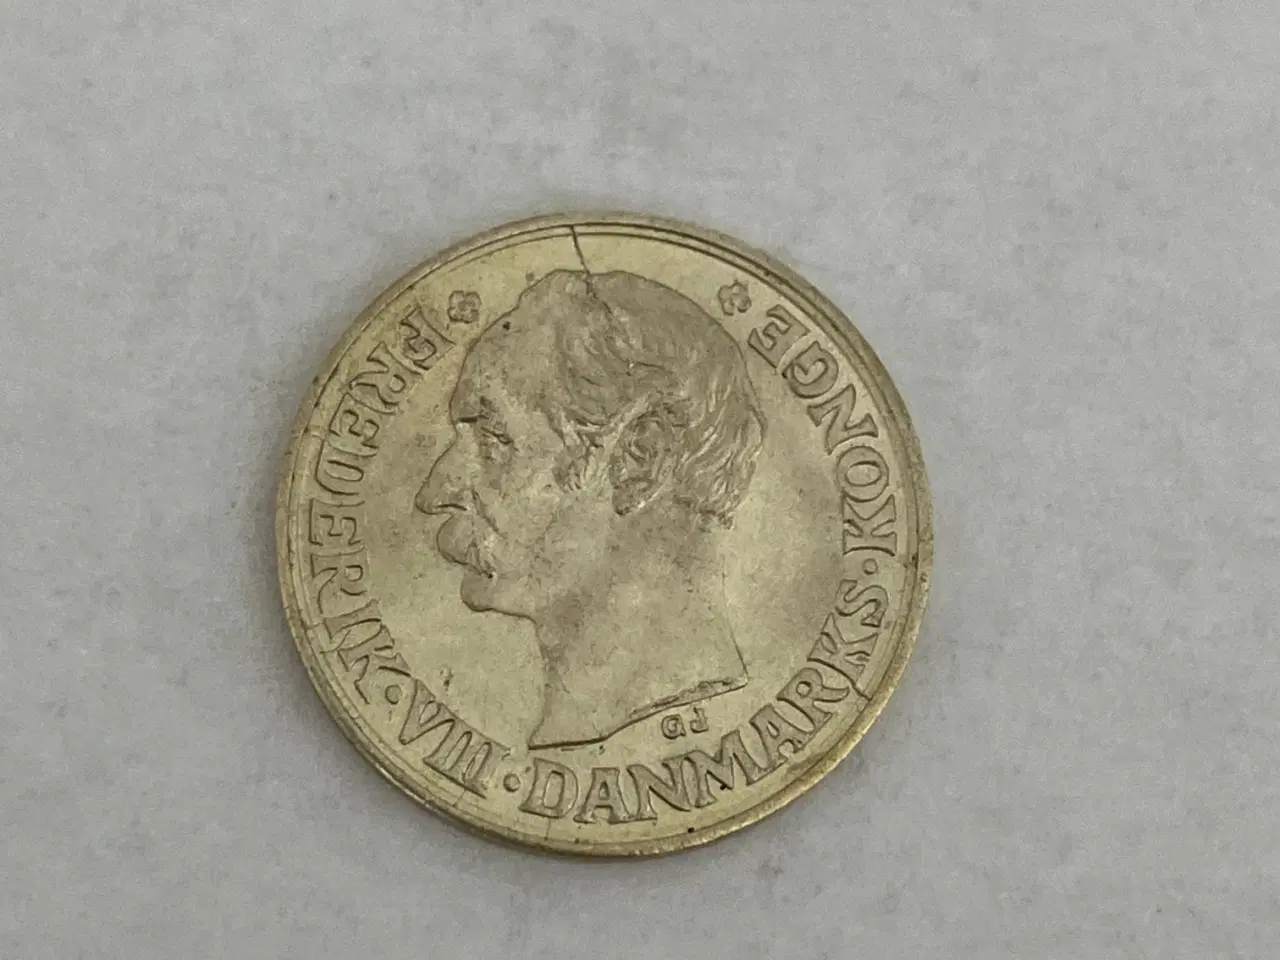 FREDERIK · VIII · DANMARKS · KONGE
GJ